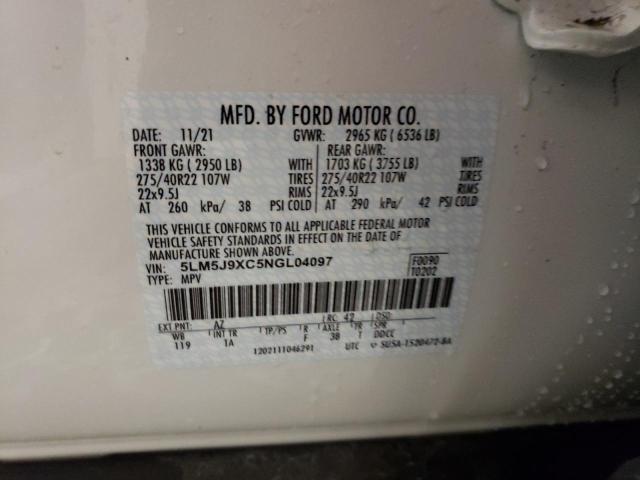 MFD. BY FORD MOTOR CO.
DATE: 11/21 GVWR: 2965 KG ( 6536 LB)
FRONT GAWR: REAR GAWR:
1338 KG ( 2950 LB) WITH 1703 KG ( 3755 LB) WITH
275/40R22 107W TIRES 275/40R22 107W TIRES
22x9.5J RIMS 22x9.5J RIMS
AT 260 kPa/ 38 PSI COLD AT 290 kPa/ 42 PSI COLD
THIS VEHICLE CONFORMS TO ALL APPLICABLE FEDERAL MOTOR
VEHICLE SAFETY STANDARDS IN EFFECT ON THE DATE OF
MANUFACTURE SHOWN ABOVE.
VIN: 5LM5J9XC5NGL04097 F0090
TYPE: MPV T0202
EXT PNT: AZ RC: 42 DSO:
WB INT TR TP/PS R AXLE TR SPR
119 1A F 38 T DDCC
1202111046291 UTC SU5A-1520472-BA